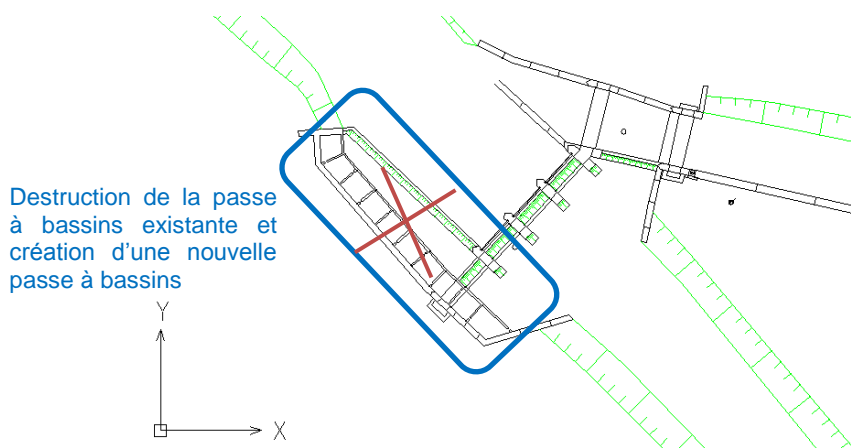 Destruction de la passe
à bassins existante et
création d'une nouvelle
passe à bassins
Y
X